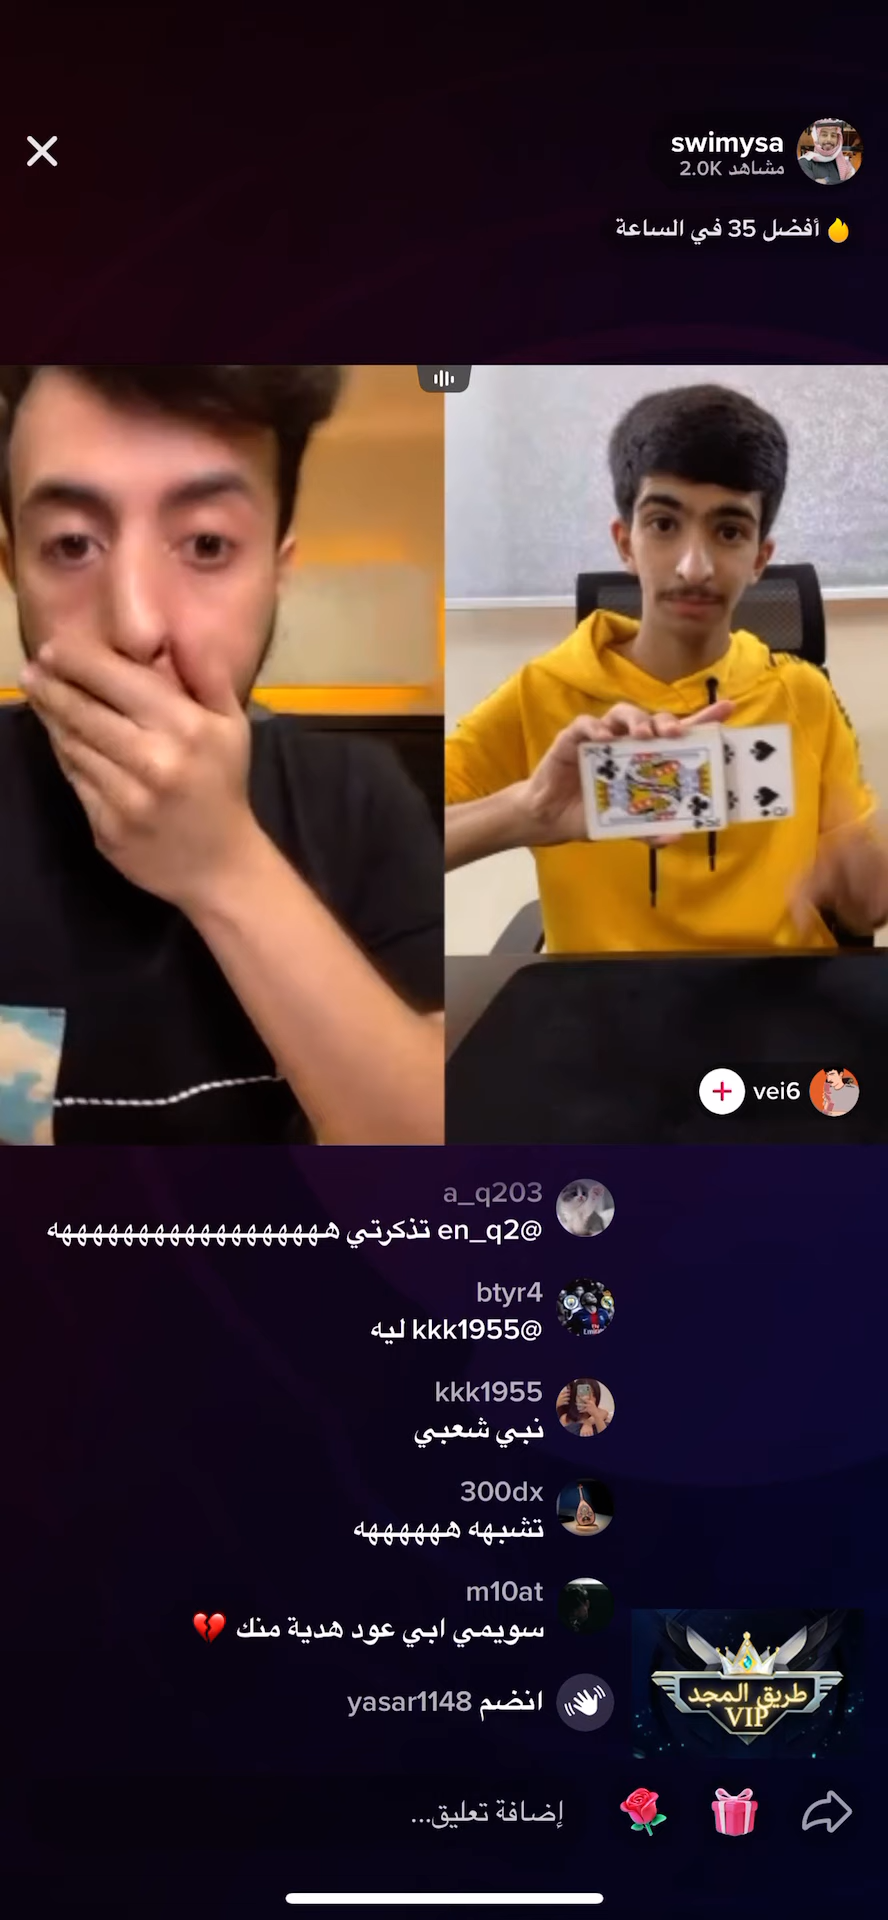 swimysa
2.0K مشاهد
🔥 أفضل 35 في الساعة
vei6
a_q203
@en_q2 تذكرتي هههههههههههههههههههه
btyr4
@kkk1955 ليه
kkk1955
نبي شعبي
300dx
تشبهه ههههههه
m10at
سويمي ابي عود هدية منك 💔
yasar1148 انضم
طريق المجد
VIP
إضافة تعليق...